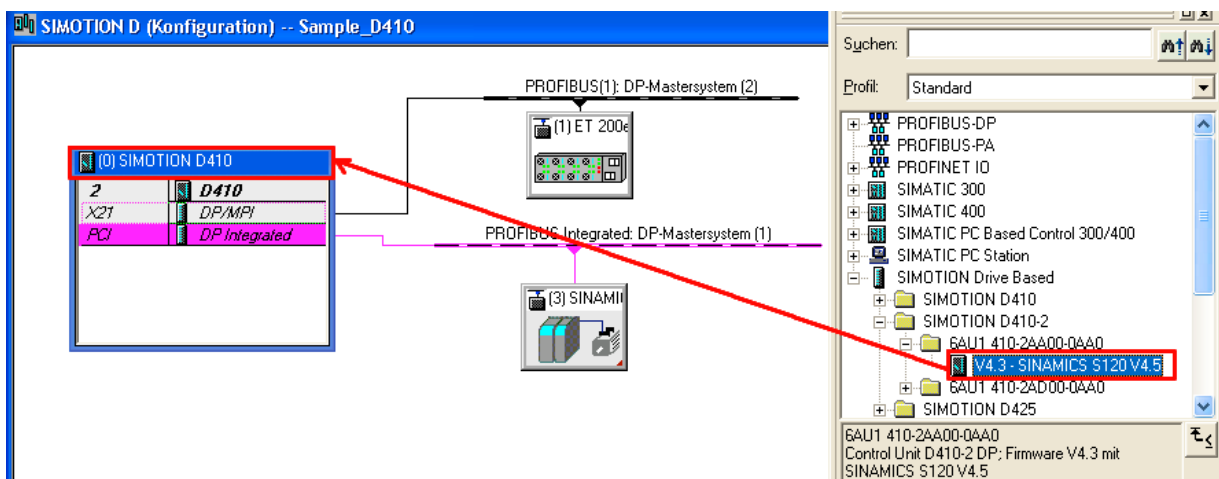 SIMOTION D (Konfiguration) -- Sample_D410
PROFIBUS(1): DP-Mastersystem (2)
(1) ET 200e
(0) SIMOTION D410
2 D410
X21 DP/MPI
PCI DP Integrated
PROFIBUS Integrated: DP-Mastersystem (1)
(3) SINAMI
Suchen:
Profil: Standard
PROFIBUS-DP
PROFIBUS-PA
PROFINET IO
SIMATIC 300
SIMATIC 400
SIMATIC PC Based Control 300/400
SIMATIC PC Station
SIMOTION Drive Based
SIMOTION D410
SIMOTION D410-2
6AU1 410-2AA00-0AA0
V4.3 - SINAMICS S120 V4.5
6AU1 410-2AD00-0AA0
SIMOTION D425
6AU1 410-2AA00-0AA0
Control Unit D410-2 DP; Firmware V4.3 mit
SINAMICS S120 V4.5